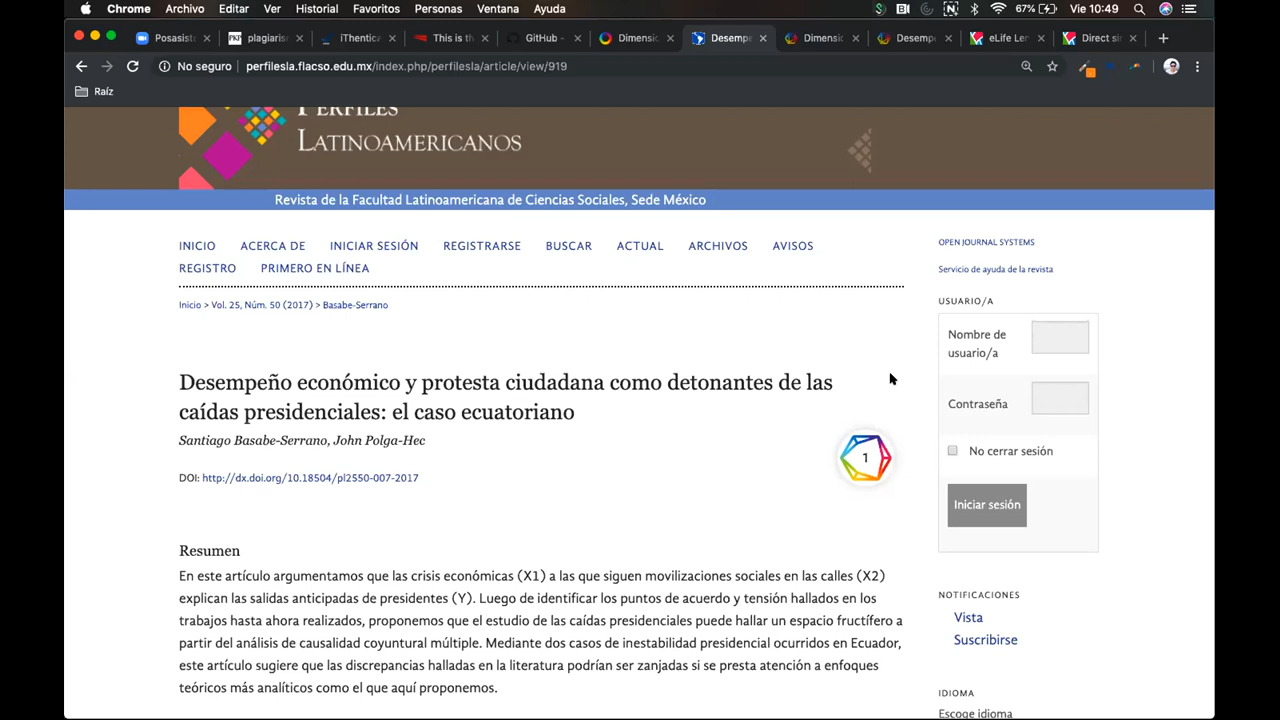 Chrome Archivo Editar Ver Historial Favoritos Personas Ventana Ayuda 67% Vie 10:49
Posasist PKP plagiarism iThentica This is th GitHub - Dimensio Desempe Dimensio Desempe eLife Len Direct si
No seguro perfilesla.flacso.edu.mx/index.php/perfilesla/article/view/919
Raíz
PERFILES
LATINOAMERICANOS
Revista de la Facultad Latinoamericana de Ciencias Sociales, Sede México
INICIO ACERCA DE INICIAR SESIÓN REGISTRARSE BUSCAR ACTUAL ARCHIVOS AVISOS
REGISTRO PRIMERO EN LÍNEA
Inicio > Vol. 25, Núm. 50 (2017) > Basabe-Serrano
Desempeño económico y protesta ciudadana como detonantes de las
caídas presidenciales: el caso ecuatoriano
Santiago Basabe-Serrano, John Polga-Hec
1
DOI: http://dx.doi.org/10.18504/pl2550-007-2017
Resumen
En este artículo argumentamos que las crisis económicas (X1) a las que siguen movilizaciones sociales en las calles (X2)
explican las salidas anticipadas de presidentes (Y). Luego de identificar los puntos de acuerdo y tensión hallados en los
trabajos hasta ahora realizados, proponemos que el estudio de las caídas presidenciales puede hallar un espacio fructífero a
partir del análisis de causalidad coyuntural múltiple. Mediante dos casos de inestabilidad presidencial ocurridos en Ecuador,
este artículo sugiere que las discrepancias halladas en la literatura podrían ser zanjadas si se presta atención a enfoques
teóricos más analíticos como el que aquí proponemos.
OPEN JOURNAL SYSTEMS
Servicio de ayuda de la revista
USUARIO/A
Nombre de
usuario/a
Contraseña
No cerrar sesión
Iniciar sesión
NOTIFICACIONES
Vista
Suscribirse
IDIOMA
Escoge idioma